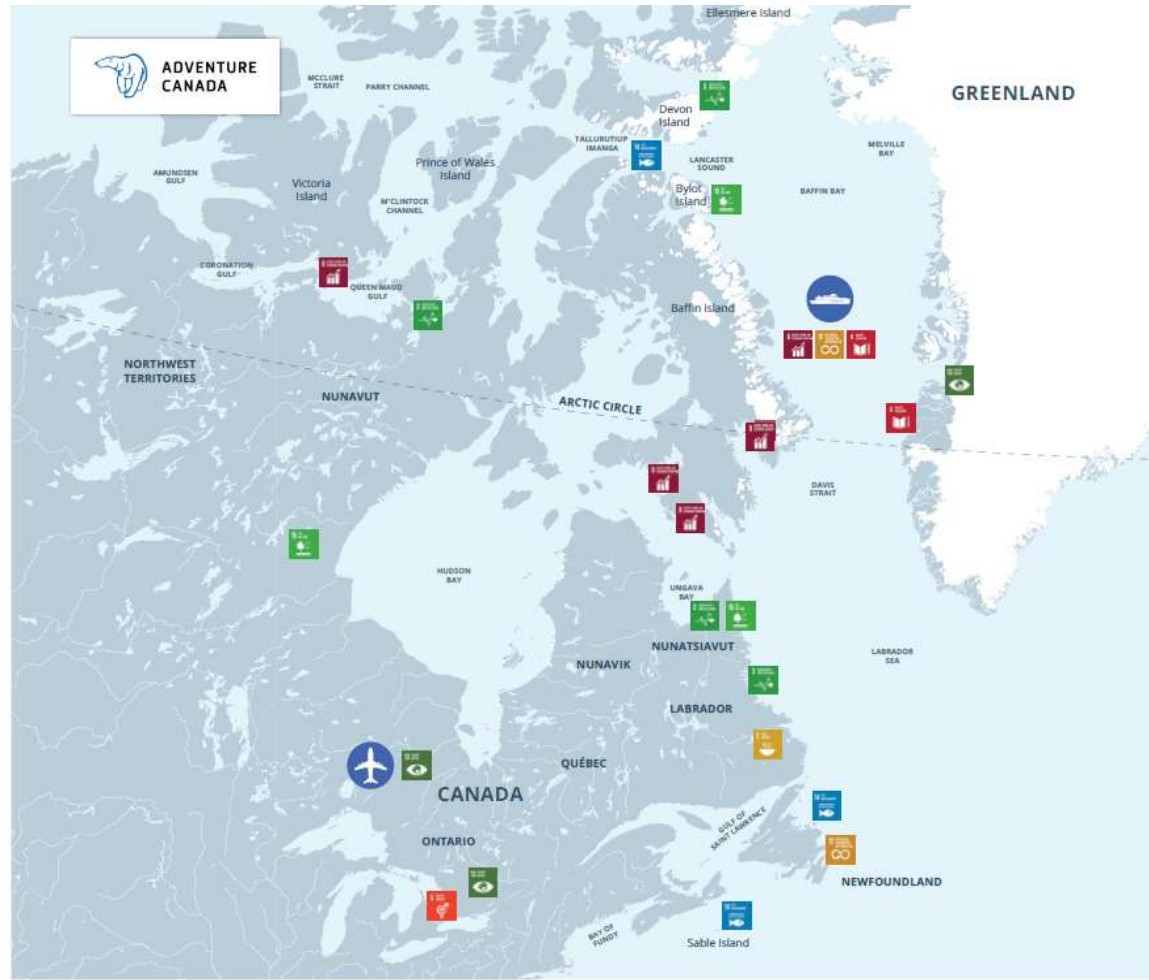 Ellesmere Island
ADVENTURE
CANADA
MCCLURE
STRAIT
PARRY CHANNEL
GREENLAND
Devon
Island
TALLURUTIUP
IMANGA
MELVILLE
BAY
LANCASTER
SOUND
Prince of Wales
Island
AMUNDSEN
GULF
Victoria
Island
Bylot
Island
BAFFIN BAY
M'CLINTOCK
CHANNEL
CORONATION
GULF
QUEEN MAUD
GULF
Baffin Island
NORTHWEST
TERRITORIES
NUNAVUT
ARCTIC CIRCLE
DAVIS
STRAIT
HUDSON
BAY
UNGAVA
BAY
NUNATSIAVUT
LABRADOR
SEA
NUNAVIK
LABRADOR
QUÉBEC
CANADA
GULF OF
SAINT LAWRENCE
ONTARIO
NEWFOUNDLAND
BAY OF
FUNDY
Sable Island